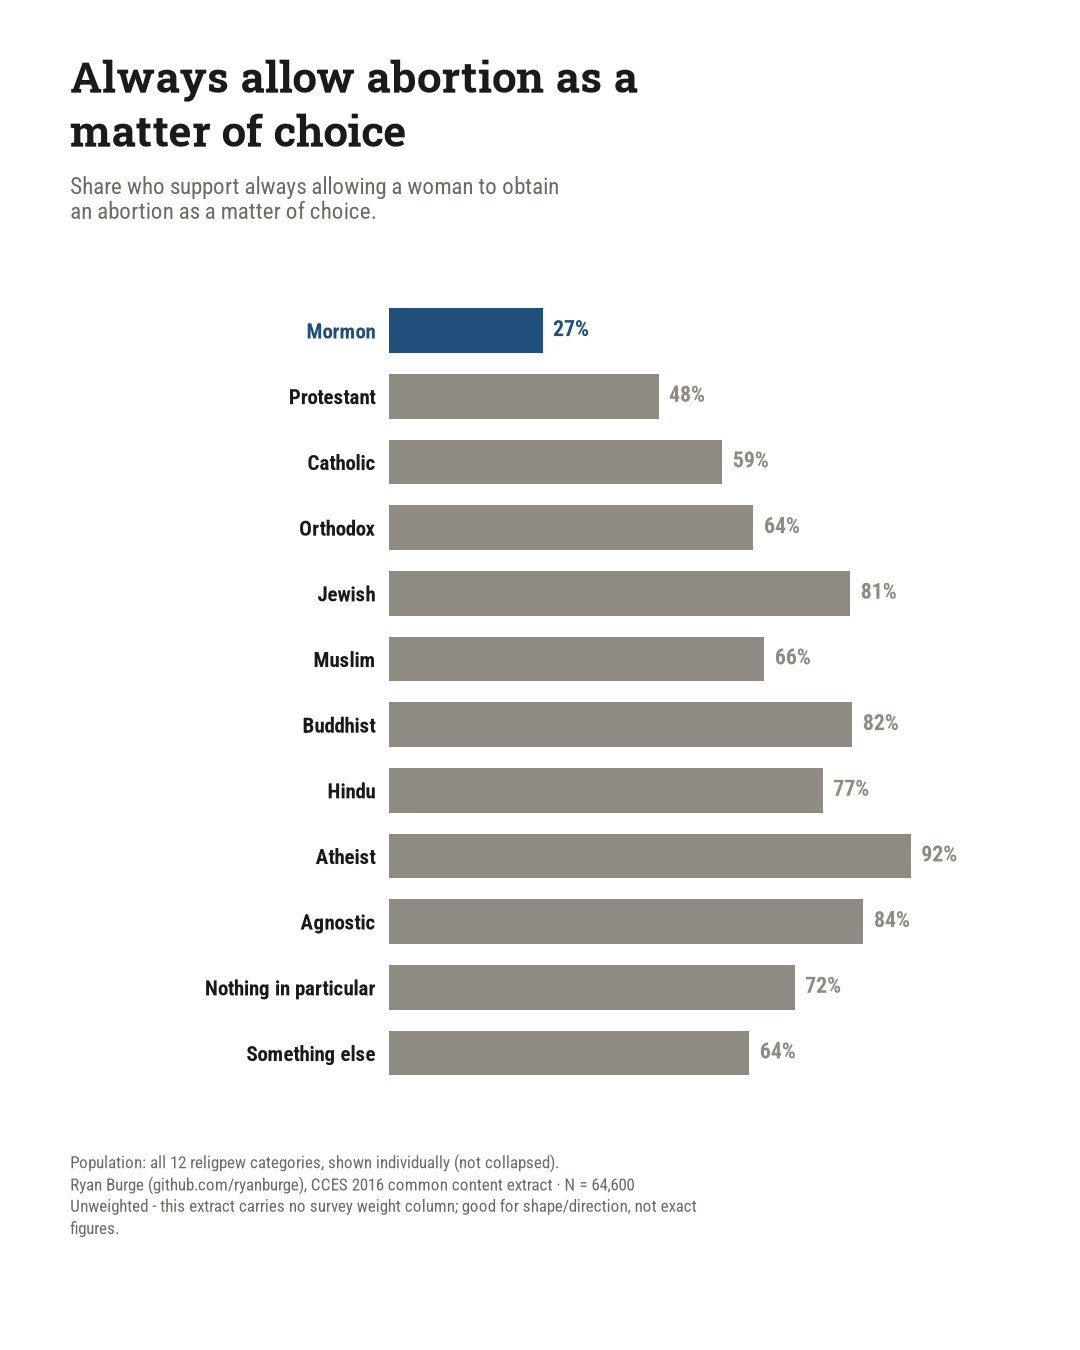 Always allow abortion as a
matter of choice
Share who support always allowing a woman to obtain
an abortion as a matter of choice.
Mormon 27%
Protestant 48%
Catholic 59%
Orthodox 64%
Jewish 81%
Muslim 66%
Buddhist 82%
Hindu 77%
Atheist 92%
Agnostic 84%
Nothing in particular 72%
Something else 64%
Population: all 12 religpew categories, shown individually (not collapsed).
Ryan Burge (github.com/ryanburge), CCES 2016 common content extract · N = 64,600
Unweighted - this extract carries no survey weight column; good for shape/direction, not exact
figures.